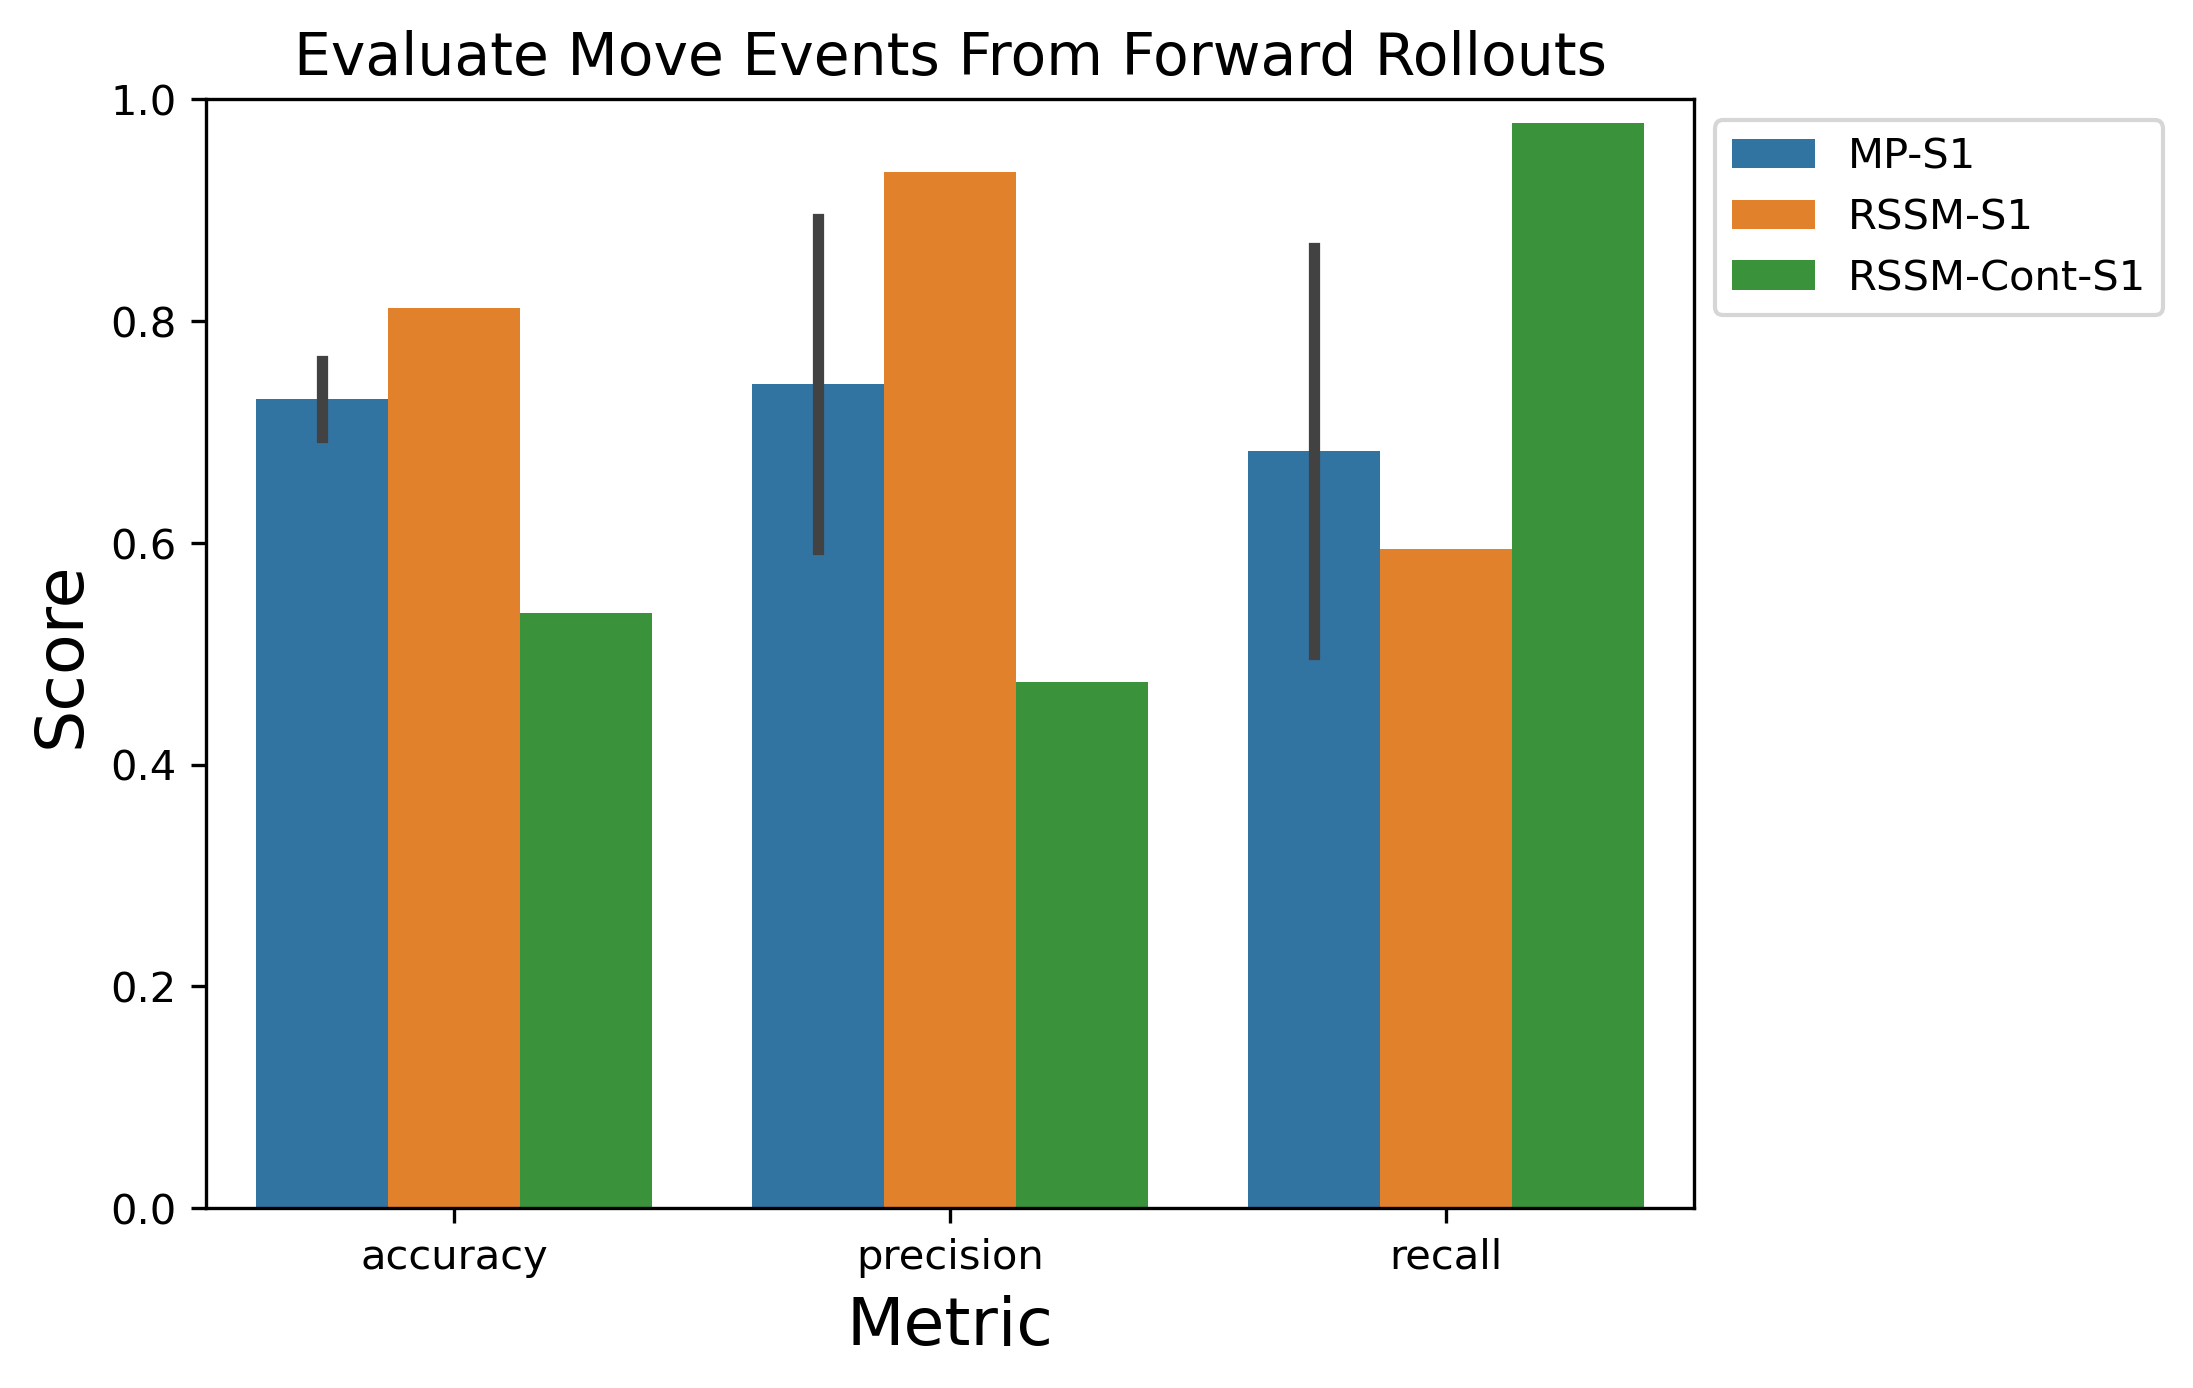 Evaluate Move Events From Forward Rollouts
1.0
0.8
0.6
0.4
0.2
0.0
Score
accuracy precision recall
Metric
MP-S1
RSSM-S1
RSSM-Cont-S1